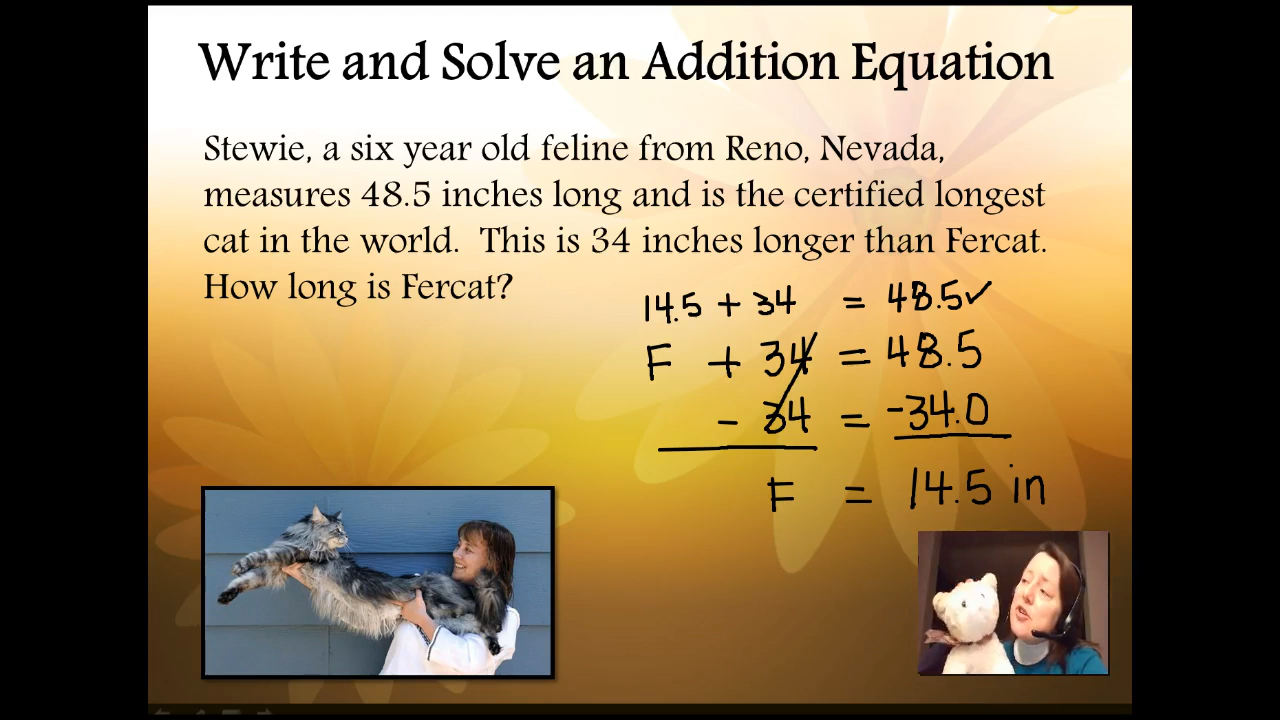 Write and Solve an Addition Equation
Stewie, a six year old feline from Reno, Nevada,
measures 48.5 inches long and is the certified longest
cat in the world.  This is 34 inches longer than Fercat.
How long is Fercat?
14.5 + 34 = 48.5✓
F + 34 = 48.5
- 34 = -34.0
F = 14.5 in